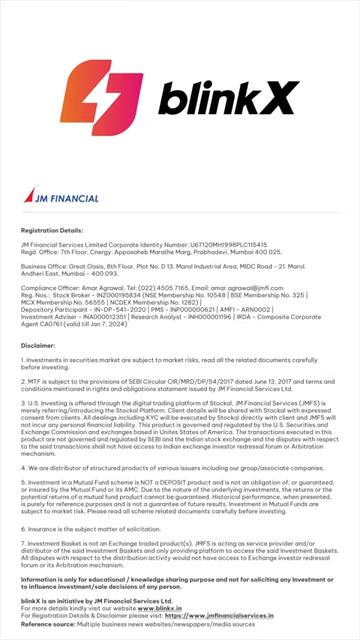 blinkX
JM FINANCIAL
Registration Details:
JM Financial Services Limited Corporate Identity Number: U67120MH1998PLC115415
Regd. Office: 7th Floor, Cnergy. Appasaheb Marathe Marg, Prabhadevi, Mumbai 400 025.
Business Office: Great Oasis, 8th Floor, Plot No. D 13. Marol Industrial Area, MIDC Road - 21. Marol.
Andheri East, Mumbai - 400 093.
Compliance Officer: Amar Agrawal. Tel: (022) 4505 7165, Email: amar.agrawal@jmfl.com
Reg. Nos.: Stock Broker - INZ000195834 (NSE Membership No. 10548 | BSE Membership No. 325 |
MCX Membership No. 56555 | NCDEX Membership No. 1282) |
Depository Participant - IN-DP-541-2020 | PMS - INP000000621 | AMFI - ARN0002 |
Investment Adviser - INA000012351 | Research Analyst - INH000001196 | IRDA - Composite Corporate
Agent CA0761 (valid till Jan 7, 2024)
Disclaimer:
1. Investments in securities market are subject to market risks, read all the related documents carefully
before investing.
2. MTF is subject to the provisions of SEBI Circular CIR/MRD/DP/54/2017 dated June 13, 2017 and terms and
conditions mentioned in rights and obligations statement issued by JM Financial Services Ltd.
3. U.S. Investing is offered through the digital trading platform of Stockal, JM Financial Services (JMFS) is
merely referring/introducing the Stockal Platform. Client details will be shared with Stockal with expressed
consent from clients. All dealings including KYC will be executed by Stockal directly with client and JMFS will
not incur any personal financial liability. This product is governed and regulated by the U.S. Securities and
Exchange Commission and exchanges based in Unites States of America. The transactions executed in this
product are not governed and regulated by SEBI and the Indian stock exchange and the disputes with respect
to the said transactions shall not have access to Indian exchange investor redressal forum or Arbitration
mechanism.
4. We are distributor of structured products of various issuers including our group/associate companies.
5. Investment in a Mutual Fund scheme is NOT a DEPOSIT product and is not an obligation of, or guaranteed,
or insured by the Mutual Fund or its AMC. Due to the nature of the underlying investments, the returns or the
potential returns of a mutual fund product cannot be guaranteed. Historical performance, when presented,
is purely for reference purposes and is not a guarantee of future results. Investment in Mutual Funds are
subject to market risk. Please read all scheme related documents carefully before investing.
6. Insurance is the subject matter of solicitation.
7. Investment Basket is not an Exchange traded product(s). JMFS is acting as service provider and/or
distributor of the said Investment Baskets and only providing platform to access the said Investment Baskets.
All disputes with respect to the distribution activity would not have access to Exchange investor redressal
forum or its Arbitration mechanism.
Information is only for educational / knowledge sharing purpose and not for soliciting any Investment or
to influence investment/sale decisions of any person.
blinkX is an initiative by JM Financial Services Ltd.
For more details kindly visit our website www.blinkx.in
For Registration Details & Disclaimer please visit: https://www.jmfinancialservices.in
Reference source: Multiple business news websites/newspapers/media sources